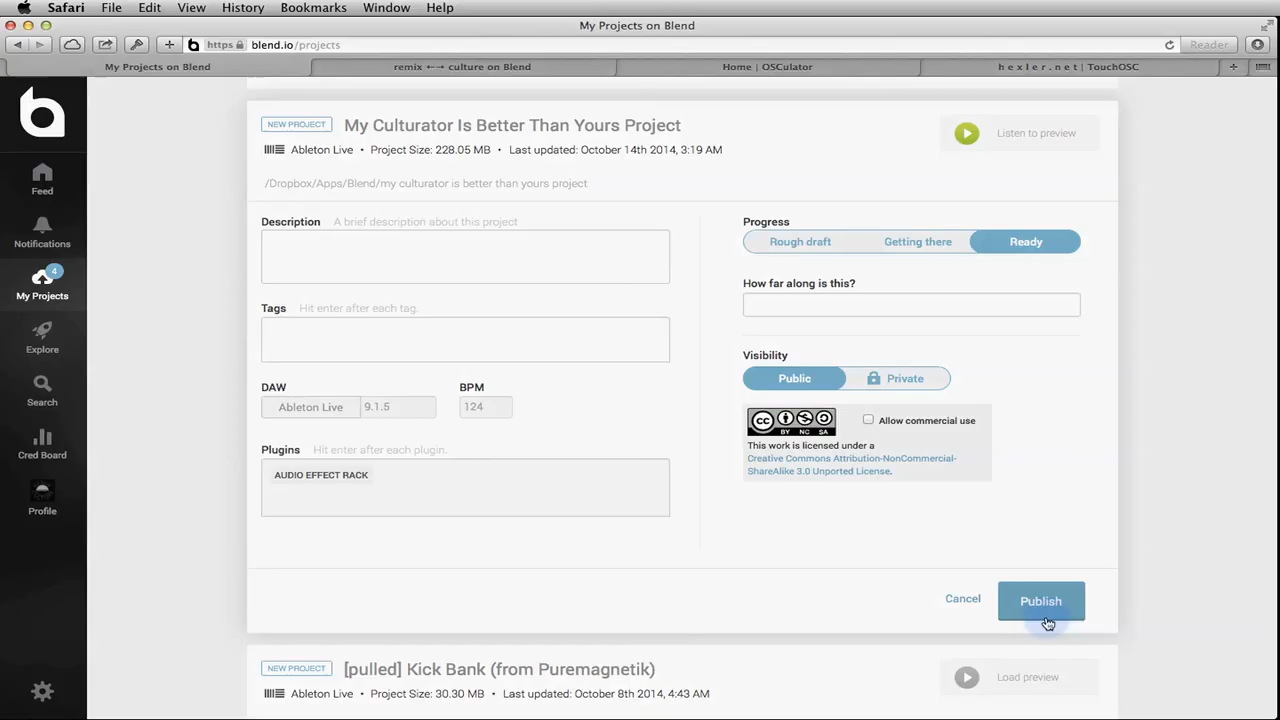 Safari File Edit View History Bookmarks Window Help
My Projects on Blend
https blend.io/projects Reader
My Projects on Blend remix ←→ culture on Blend Home | OSCulator h e x l e r . n e t | TouchOSC
Feed
Notifications
4
My Projects
Explore
Search
Cred Board
Profile
NEW PROJECT My Culturator Is Better Than Yours Project Listen to preview
Ableton Live • Project Size: 228.05 MB • Last updated: October 14th 2014, 3:19 AM
/Dropbox/Apps/Blend/my culturator is better than yours project
Description A brief description about this project
Tags Hit enter after each tag.
DAW BPM
Ableton Live 9.1.5 124
Plugins Hit enter after each plugin.
AUDIO EFFECT RACK
Progress
Rough draft Getting there Ready
How far along is this?
Visibility
Public Private
cc BY NC SA Allow commercial use
This work is licensed under a
Creative Commons Attribution-NonCommercial-
ShareAlike 3.0 Unported License.
Cancel Publish
NEW PROJECT [pulled] Kick Bank (from Puremagnetik) Load preview
Ableton Live • Project Size: 30.30 MB • Last updated: October 8th 2014, 4:43 AM